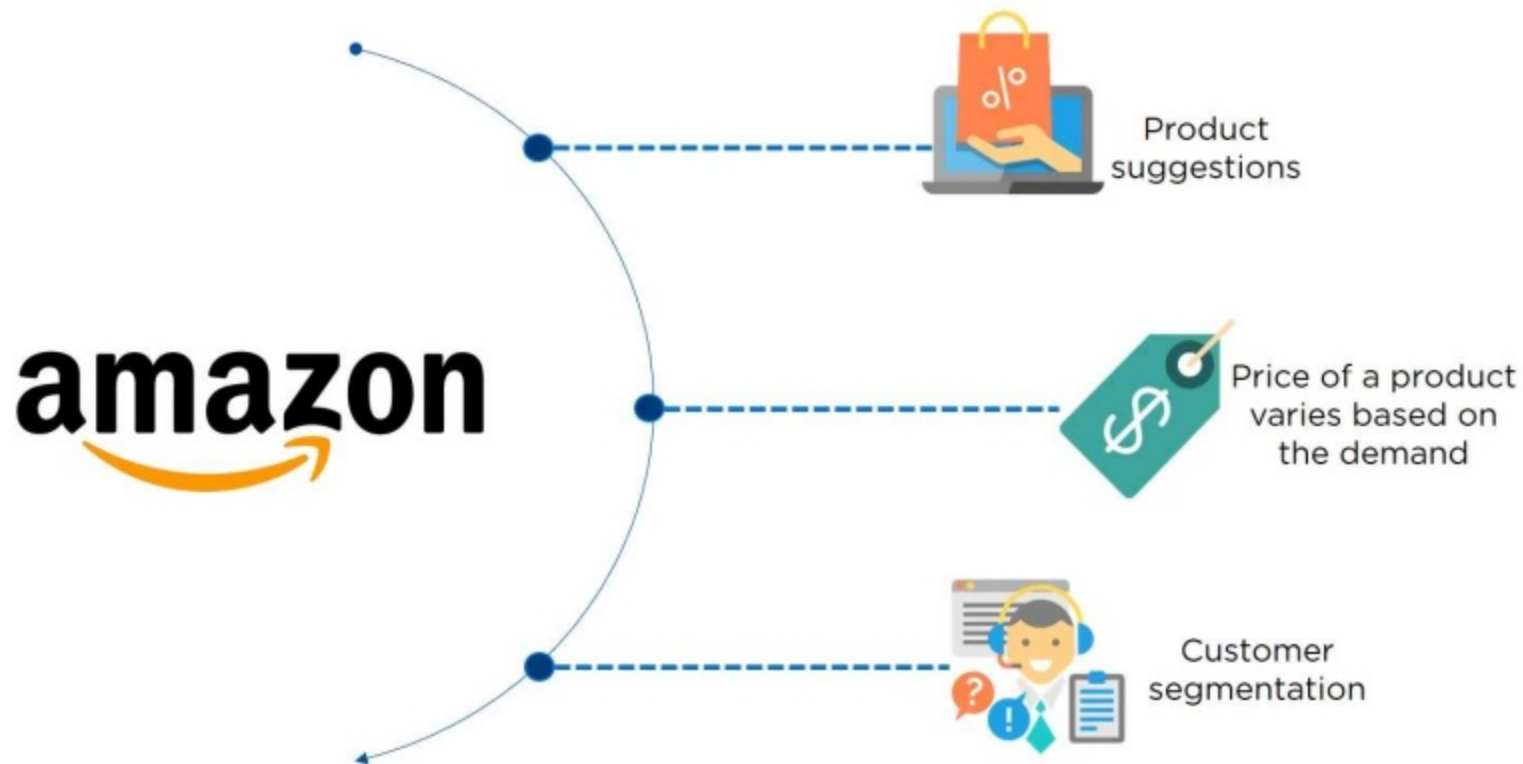 amazon
%
Product
suggestions
$
Price of a product
varies based on
the demand
?
!
Customer
segmentation